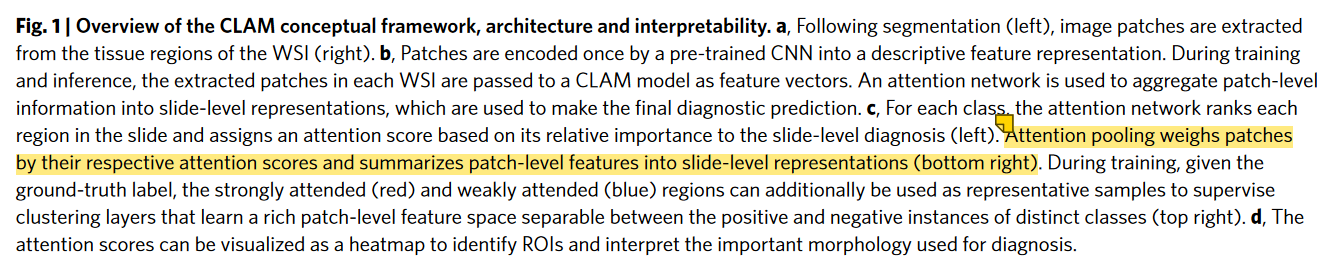 Fig. 1 | Overview of the CLAM conceptual framework, architecture and interpretability. a, Following segmentation (left), image patches are extracted
from the tissue regions of the WSI (right). b, Patches are encoded once by a pre-trained CNN into a descriptive feature representation. During training
and inference, the extracted patches in each WSI are passed to a CLAM model as feature vectors. An attention network is used to aggregate patch-level
information into slide-level representations, which are used to make the final diagnostic prediction. c, For each class, the attention network ranks each
region in the slide and assigns an attention score based on its relative importance to the slide-level diagnosis (left). Attention pooling weighs patches
by their respective attention scores and summarizes patch-level features into slide-level representations (bottom right). During training, given the
ground-truth label, the strongly attended (red) and weakly attended (blue) regions can additionally be used as representative samples to supervise
clustering layers that learn a rich patch-level feature space separable between the positive and negative instances of distinct classes (top right). d, The
attention scores can be visualized as a heatmap to identify ROIs and interpret the important morphology used for diagnosis.